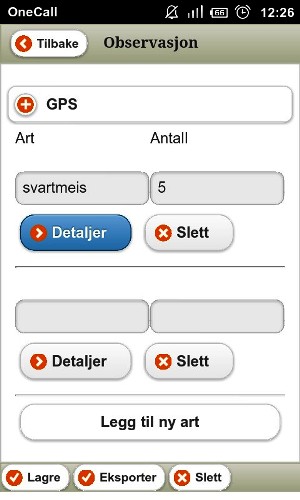 OneCall 66 12:26
Tilbake Observasjon
GPS
Art Antall
svartmeis 5
Detaljer Slett
Detaljer Slett
Legg til ny art
Lagre Eksporter Slett